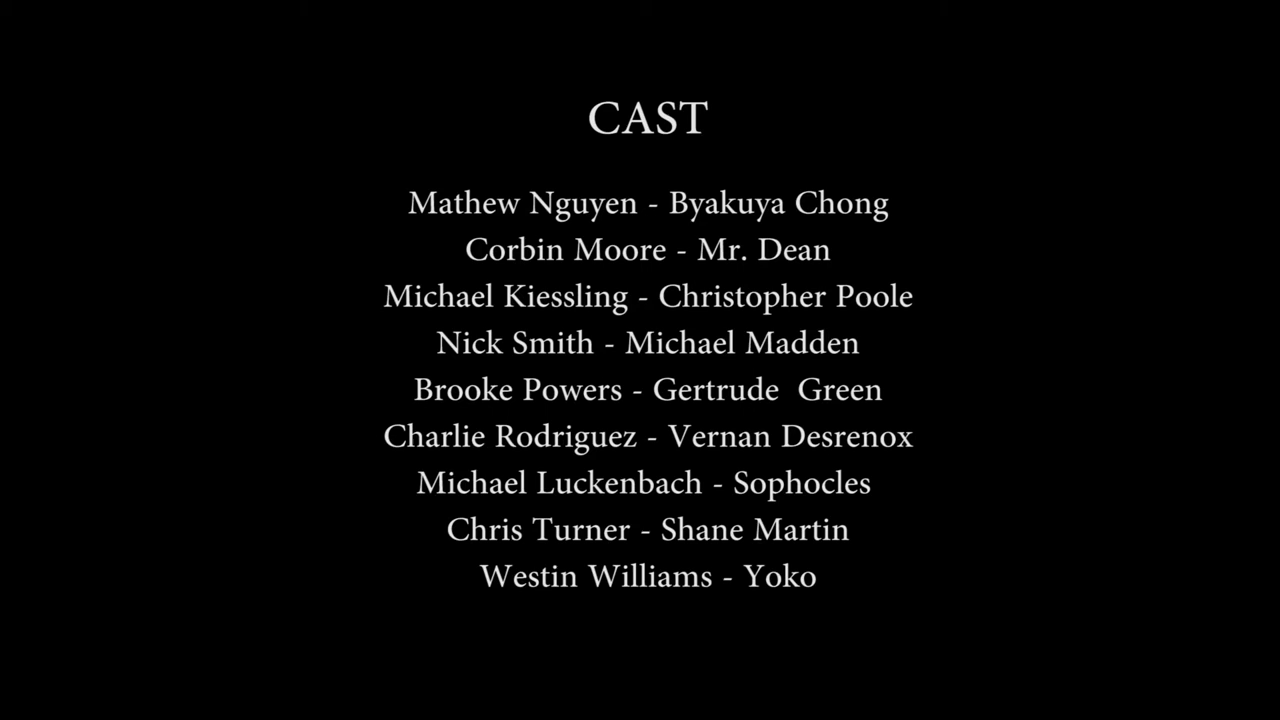 CAST
Mathew Nguyen - Byakuya Chong
Corbin Moore - Mr. Dean
Michael Kiessling - Christopher Poole
Nick Smith - Michael Madden
Brooke Powers - Gertrude  Green
Charlie Rodriguez - Vernan Desrenox
Michael Luckenbach - Sophocles
Chris Turner - Shane Martin
Westin Williams - Yoko